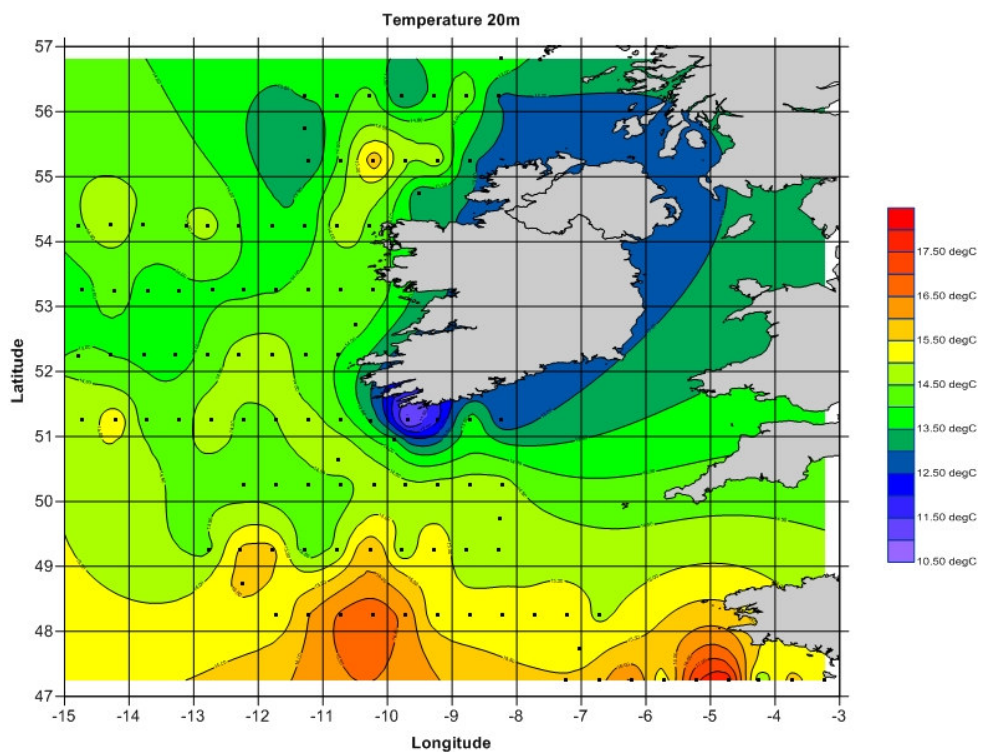 Temperature 20m
57
56
55
54
53
52
51
50
49
48
47
Latitude
-15 -14 -13 -12 -11 -10 -9 -8 -7 -6 -5 -4 -3
Longitude
17.50 degC
16.50 degC
15.50 degC
14.50 degC
13.50 degC
12.50 degC
11.50 degC
10.50 degC